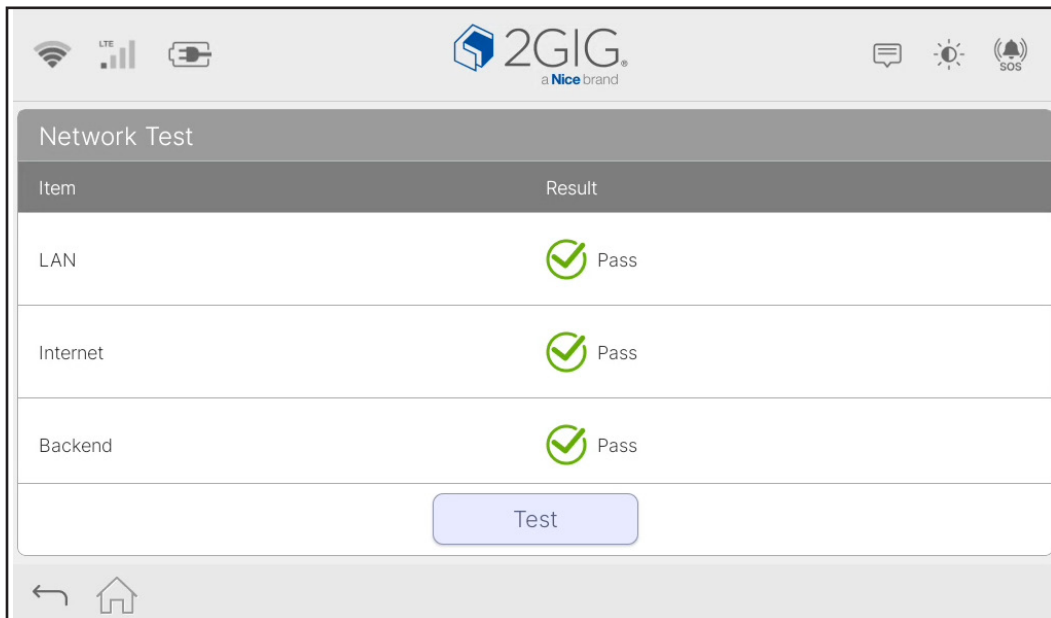 LTE
2GIG®
a Nice brand
SOS
Network Test
Item Result
LAN Pass
Internet Pass
Backend Pass
Test